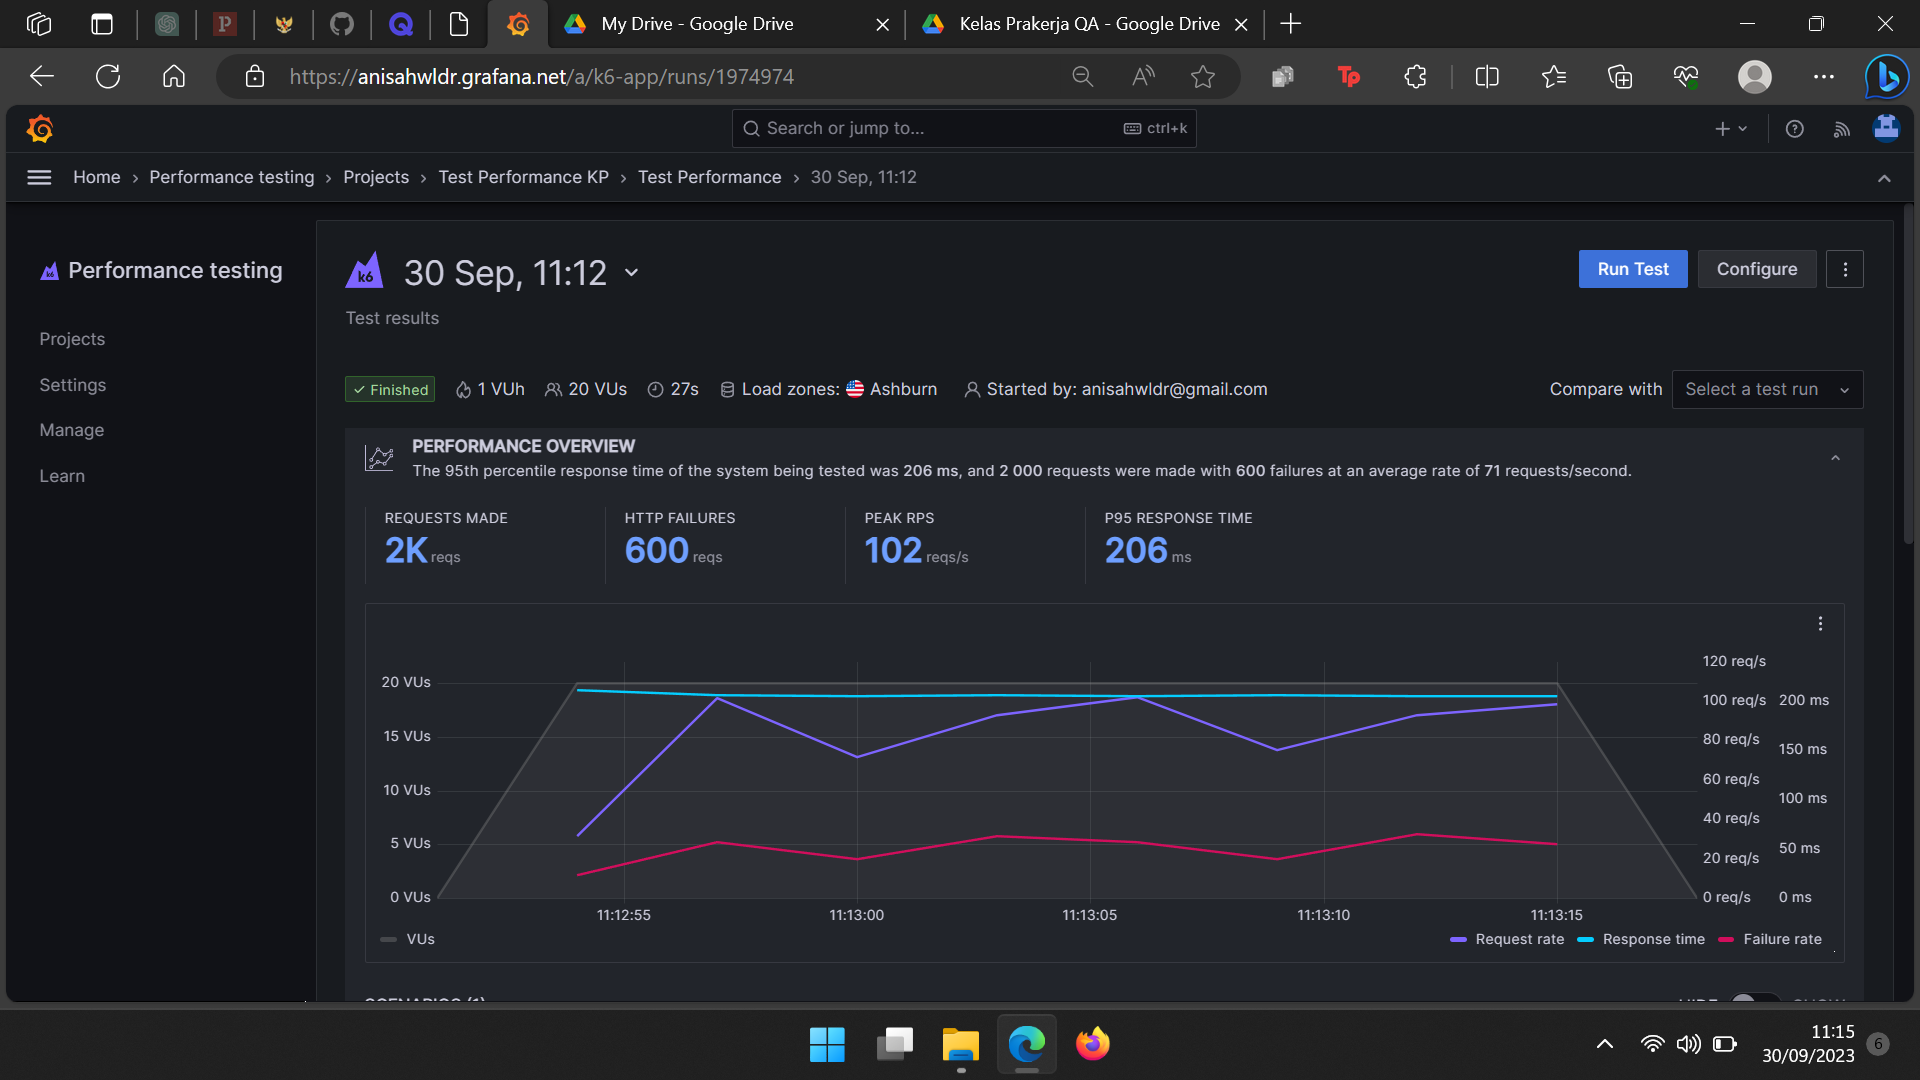 My Drive - Google Drive
Kelas Prakerja QA - Google Drive
https://anisahwldr.grafana.net/a/k6-app/runs/1974974
Search or jump to...
ctrl+k
Home › Performance testing › Projects › Test Performance KP › Test Performance › 30 Sep, 11:12
k6 Performance testing
Projects
Settings
Manage
Learn
k6 30 Sep, 11:12
Run Test
Configure
Test results
Finished
1 VUh
20 VUs
27s
Load zones: Ashburn
Started by: anisahwldr@gmail.com
Compare with
Select a test run
PERFORMANCE OVERVIEW
The 95th percentile response time of the system being tested was 206 ms, and 2 000 requests were made with 600 failures at an average rate of 71 requests/second.
REQUESTS MADE
2K reqs
HTTP FAILURES
600 reqs
PEAK RPS
102 reqs/s
P95 RESPONSE TIME
206 ms
20 VUs
15 VUs
10 VUs
5 VUs
0 VUs
120 req/s
100 req/s
80 req/s
60 req/s
40 req/s
20 req/s
0 req/s
200 ms
150 ms
100 ms
50 ms
0 ms
11:12:55
11:13:00
11:13:05
11:13:10
11:13:15
VUs
Request rate
Response time
Failure rate
11:15
30/09/2023
6